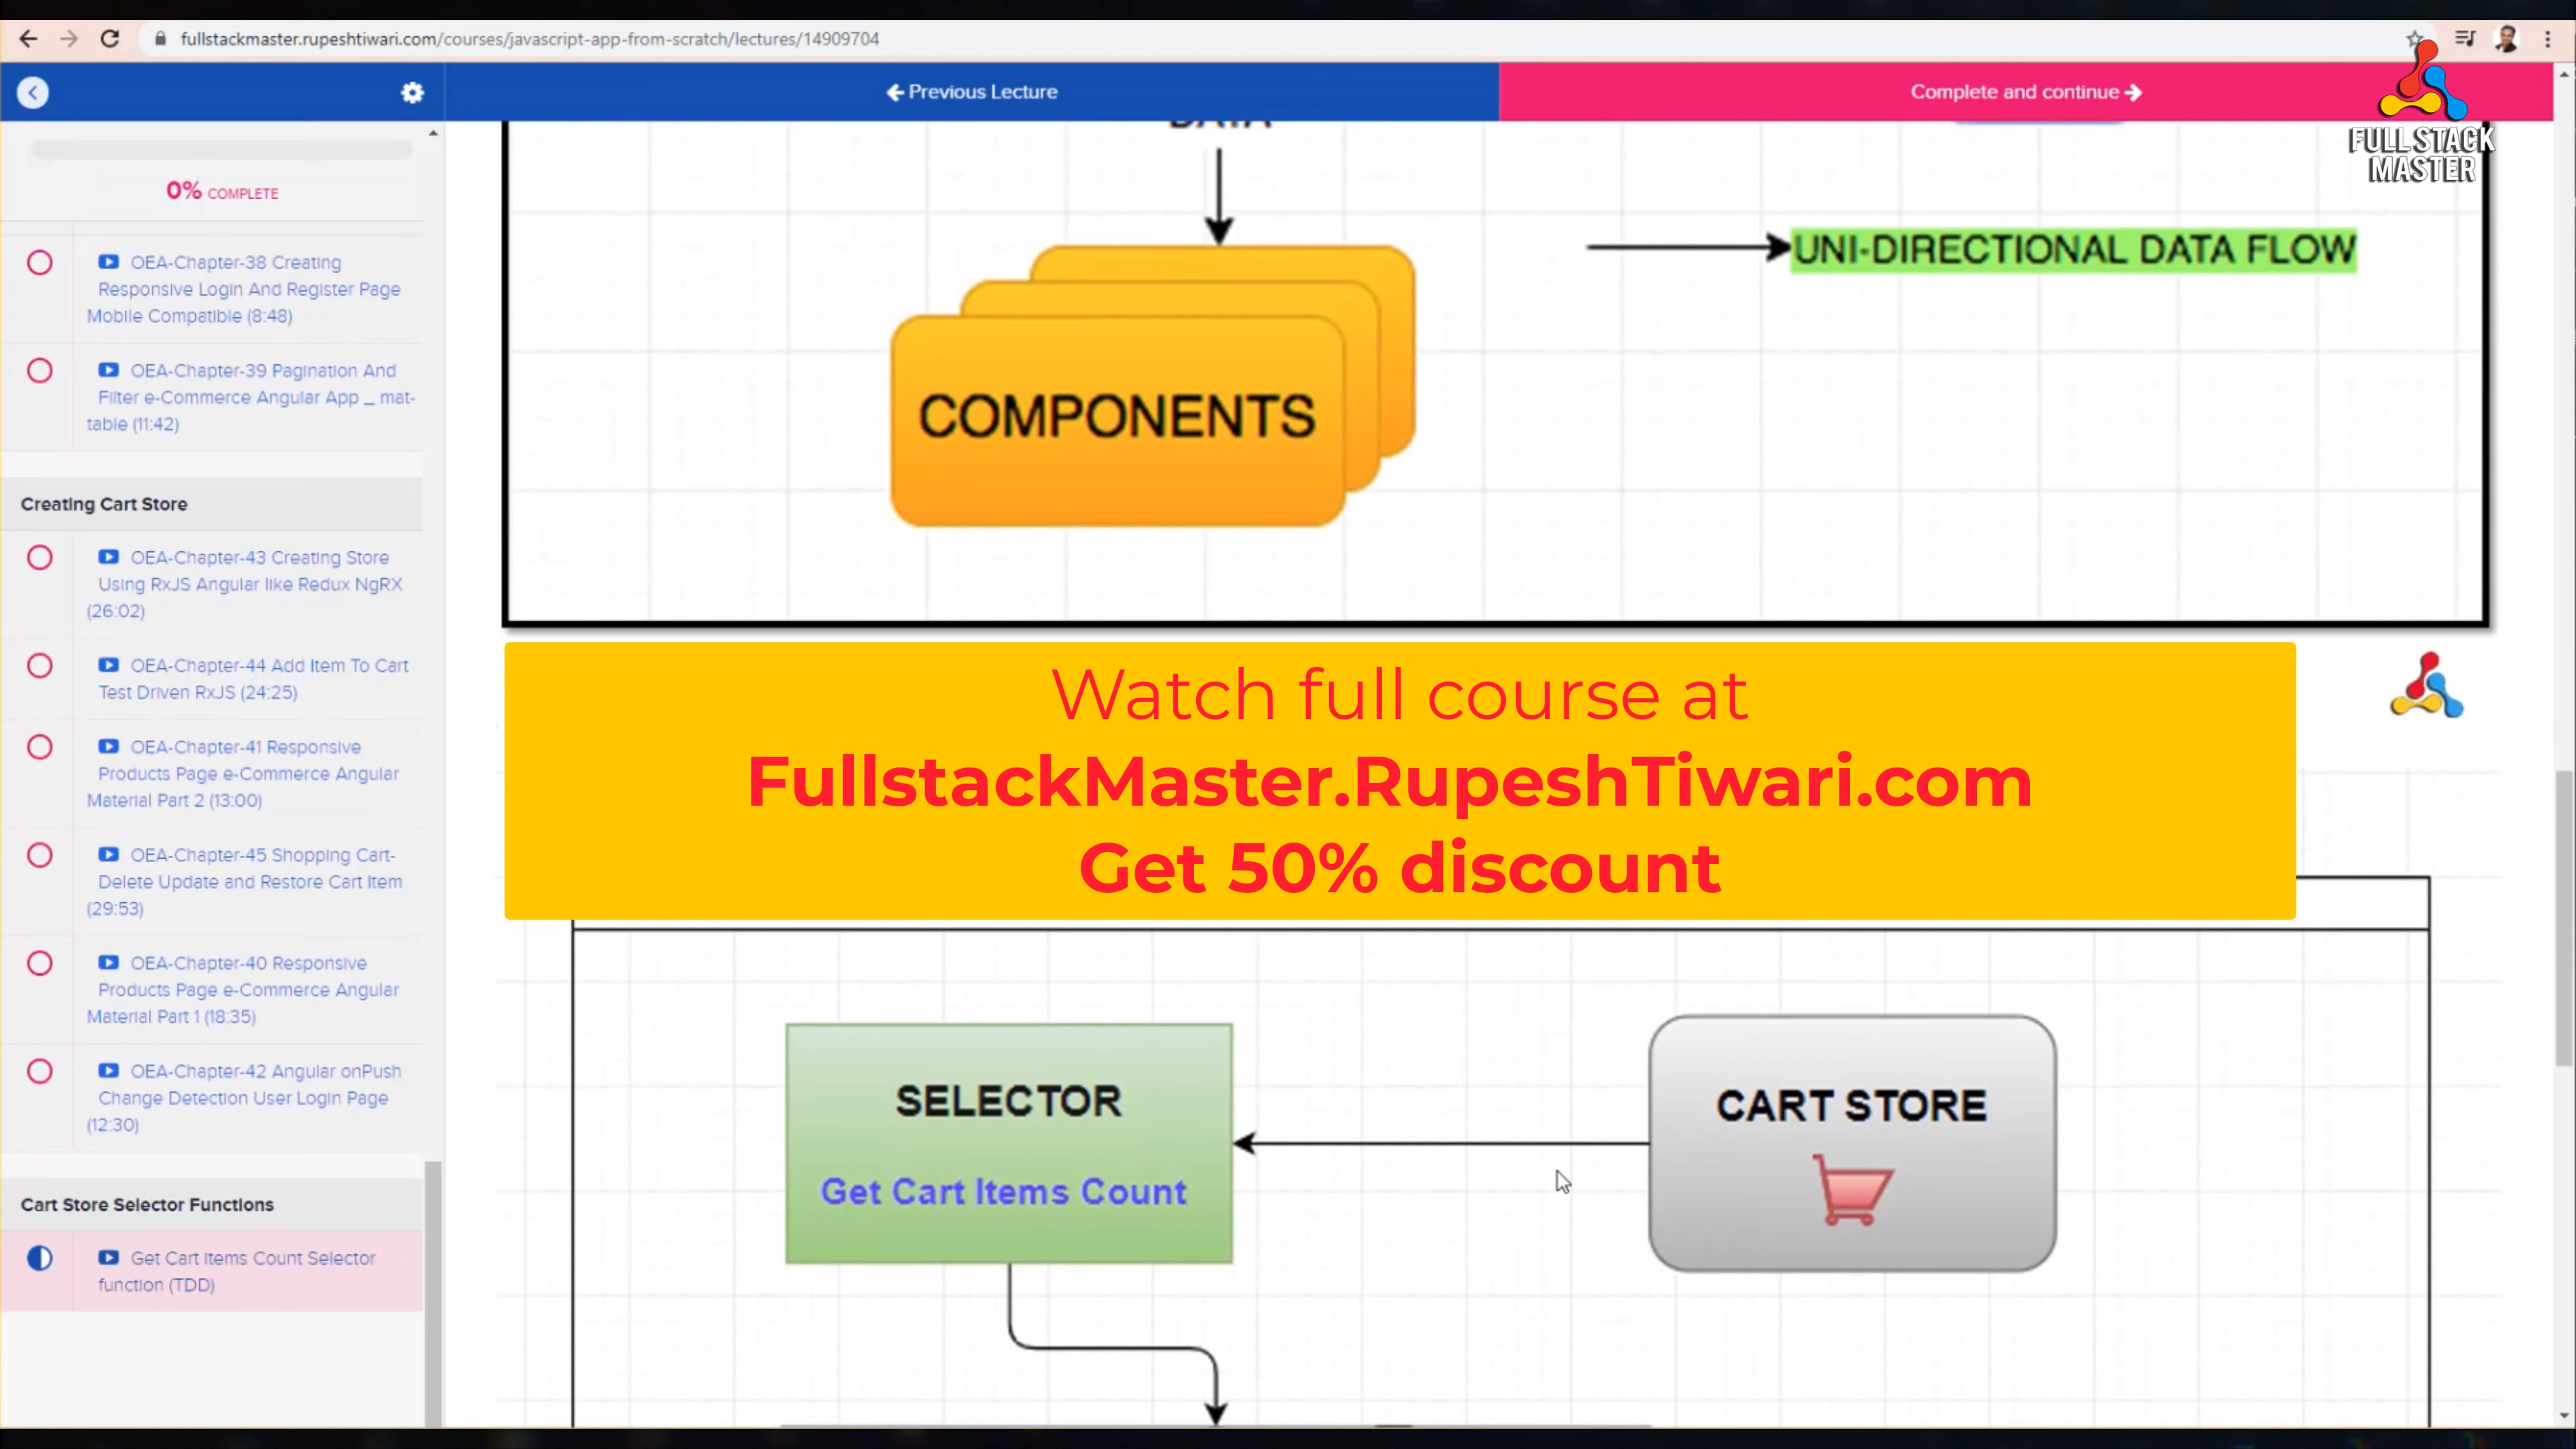 fullstackmaster.rupeshtiwari.com/courses/javascript-app-from-scratch/lectures/14909704
Previous Lecture
Complete and continue
FULL STACK
MASTER
0% COMPLETE
OEA-Chapter-38 Creating
Responsive Login And Register Page
Mobile Compatible (8:48)
OEA-Chapter-39 Pagination And
Filter e-Commerce Angular App _ mat-
table (11:42)
Creating Cart Store
OEA-Chapter-43 Creating Store
Using RxJS Angular like Redux NgRX
(26:02)
OEA-Chapter-44 Add Item To Cart
Test Driven RxJS (24:25)
OEA-Chapter-41 Responsive
Products Page e-Commerce Angular
Material Part 2 (13:00)
OEA-Chapter-45 Shopping Cart-
Delete Update and Restore Cart Item
(29:53)
OEA-Chapter-40 Responsive
Products Page e-Commerce Angular
Material Part 1 (18:35)
OEA-Chapter-42 Angular onPush
Change Detection User Login Page
(12:30)
Cart Store Selector Functions
Get Cart Items Count Selector
function (TDD)
DATA
UNI-DIRECTIONAL DATA FLOW
COMPONENTS
Watch full course at
FullstackMaster.RupeshTiwari.com
Get 50% discount
SELECTOR
Get Cart Items Count
CART STORE